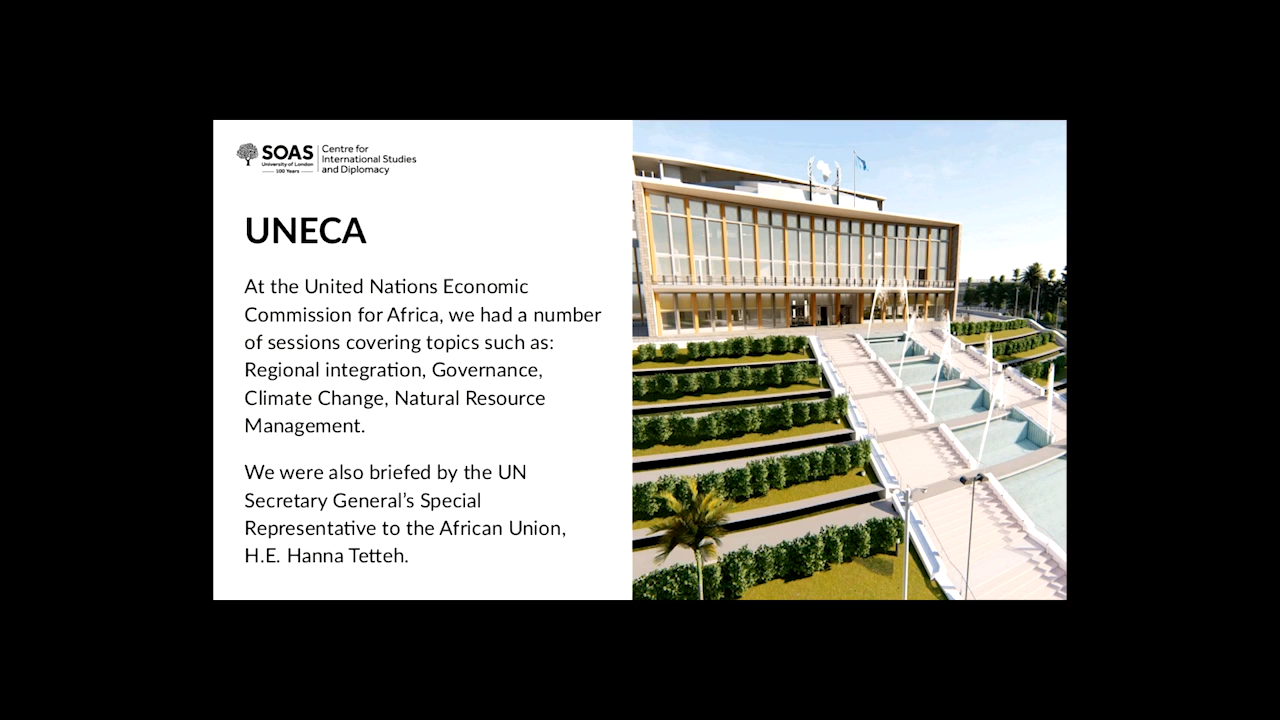 SOAS
University of London
100 Years
Centre for
International Studies
and Diplomacy
UNECA
At the United Nations Economic
Commission for Africa, we had a number
of sessions covering topics such as:
Regional integration, Governance,
Climate Change, Natural Resource
Management.
We were also briefed by the UN
Secretary General’s Special
Representative to the African Union,
H.E. Hanna Tetteh.